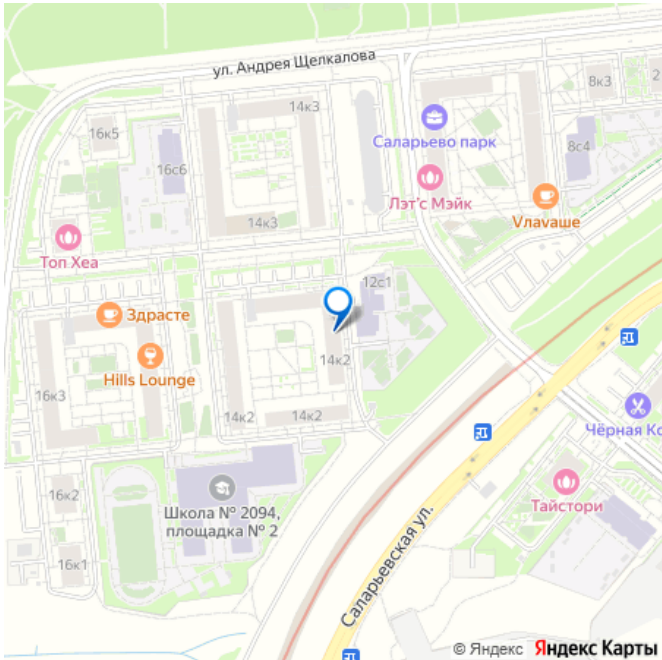 ул. Андрея Щелкалова
8к3
2
14к3
16к5
Саларьево парк
8с4
16с6
Лэт'с Мэйк
Vлаvаше
14к3
Топ Хеа
12с1
Здрасте
14к2
Hills Lounge
16к3
14к2
14к2
Чёрная Ко
16к2
Школа № 2094,
площадка № 2
Тайстори
16к1
Саларьевская ул.
© Яндекс Яндекс Карты